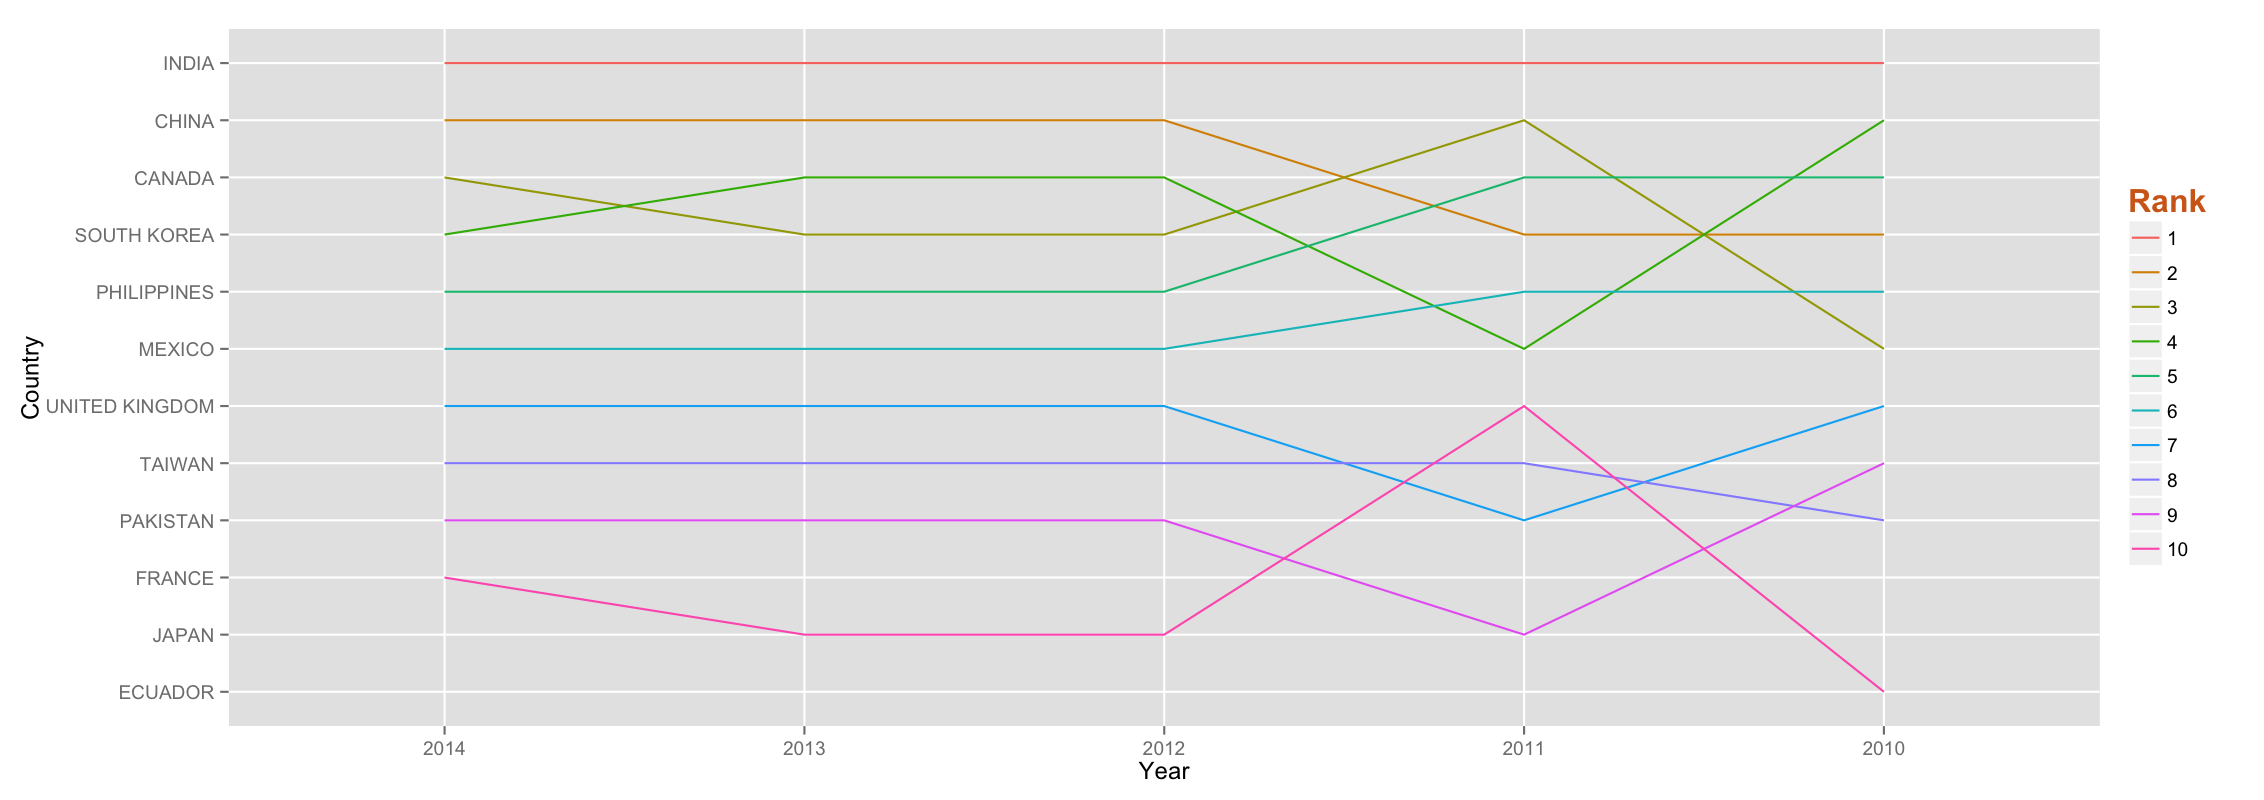 Country
INDIA
CHINA
CANADA
SOUTH KOREA
PHILIPPINES
MEXICO
UNITED KINGDOM
TAIWAN
PAKISTAN
FRANCE
JAPAN
ECUADOR
2014 2013 2012 2011 2010
Year
Rank
1
2
3
4
5
6
7
8
9
10